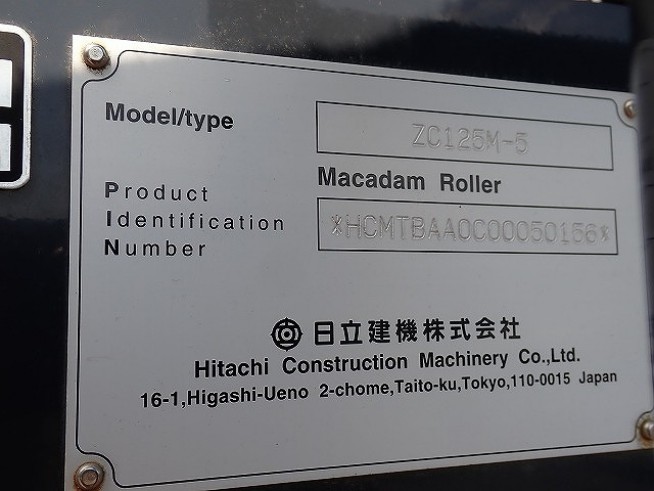 Model/type ZC125M-5
Macadam Roller
Product
Identification *HCMTBAA0C00050156*
Number
日立建機株式会社
Hitachi Construction Machinery Co.,Ltd.
16-1,Higashi-Ueno 2-chome,Taito-ku,Tokyo,110-0015 Japan